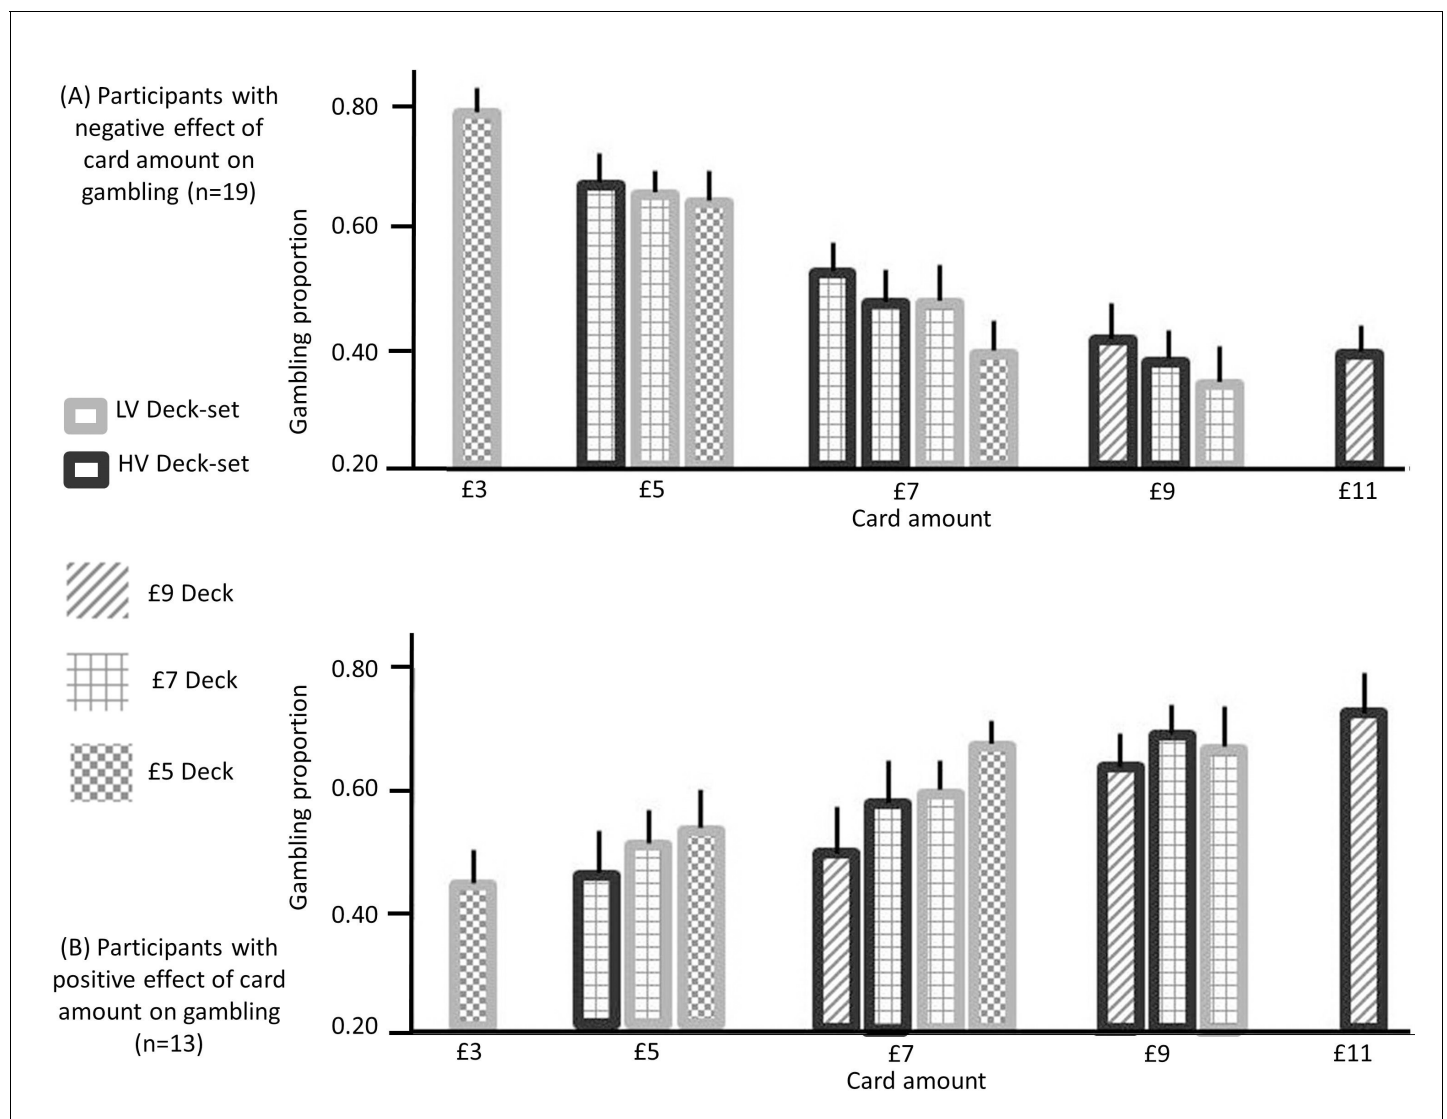 (A) Participants with
negative effect of
card amount on
gambling (n=19)
Gambling proportion
0.80
0.60
0.40
0.20
£3
£5
£7
£9
£11
Card amount
LV Deck-set
HV Deck-set
£9 Deck
£7 Deck
£5 Deck
(B) Participants with
positive effect of card
amount on gambling
(n=13)
Gambling proportion
0.80
0.60
0.40
0.20
£3
£5
£7
£9
£11
Card amount